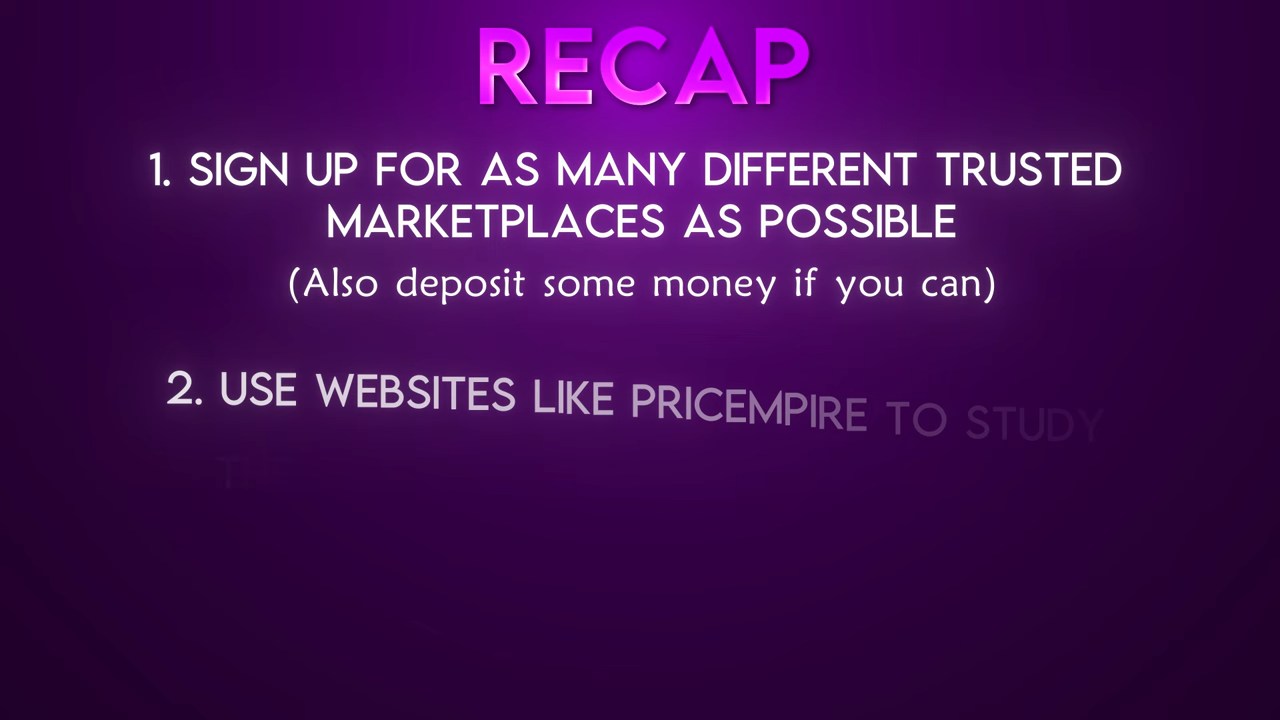 RECAP
1. SIGN UP FOR AS MANY DIFFERENT TRUSTED
MARKETPLACES AS POSSIBLE
(Also deposit some money if you can)
2. USE WEBSITES LIKE PRICEMPIRE TO STUDY
THE